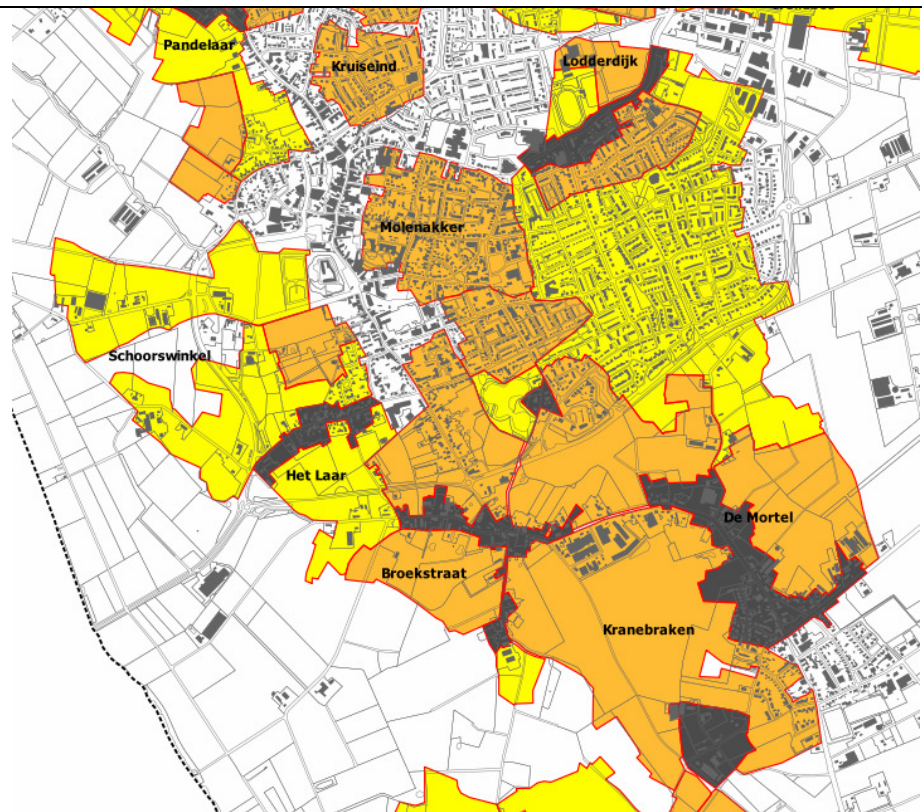 Pandelaar
Kruiseind
Lodderdijk
Molenakker
Schoorswinkel
Het Laar
De Mortel
Broekstraat
Kranebraken